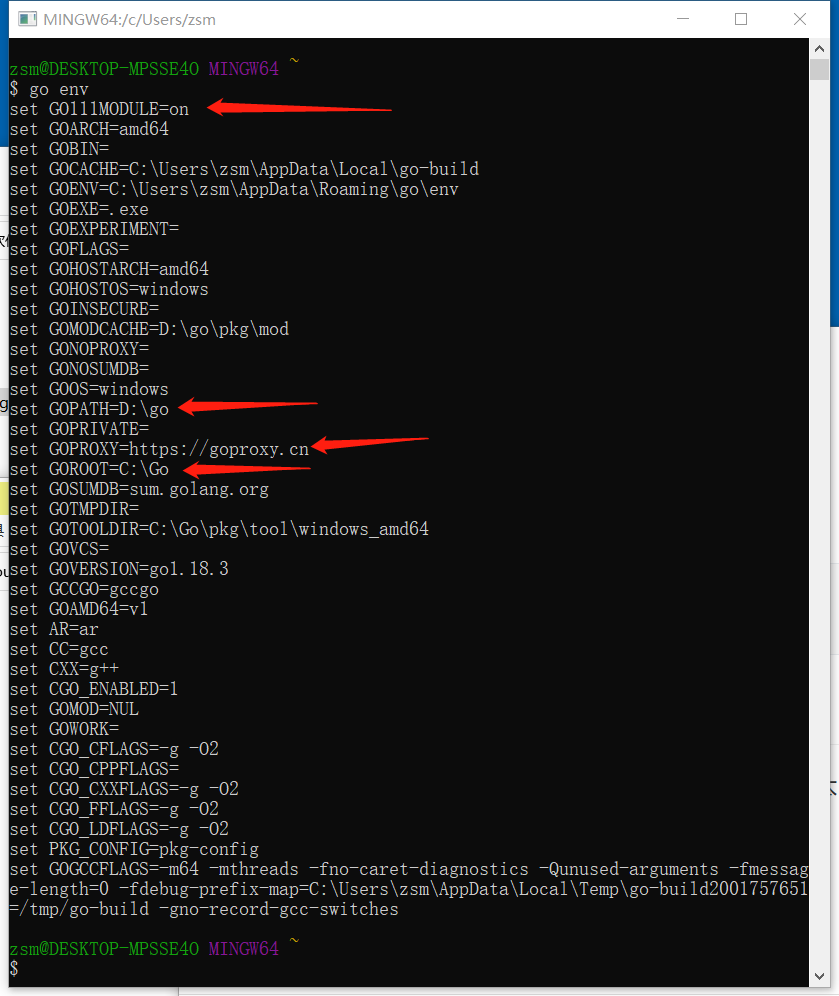 MINGW64:/c/Users/zsm
zsm@DESKTOP-MPSSE4O MINGW64 ~
$ go env
set GO111MODULE=on
set GOARCH=amd64
set GOBIN=
set GOCACHE=C:\Users\zsm\AppData\Local\go-build
set GOENV=C:\Users\zsm\AppData\Roaming\go\env
set GOEXE=.exe
set GOEXPERIMENT=
set GOFLAGS=
set GOHOSTARCH=amd64
set GOHOSTOS=windows
set GOINSECURE=
set GOMODCACHE=D:\go\pkg\mod
set GONOPROXY=
set GONOSUMDB=
set GOOS=windows
set GOPATH=D:\go
set GOPRIVATE=
set GOPROXY=https://goproxy.cn
set GOROOT=C:\Go
set GOSUMDB=sum.golang.org
set GOTMPDIR=
set GOTOOLDIR=C:\Go\pkg\tool\windows_amd64
set GOVCS=
set GOVERSION=go1.18.3
set GCCGO=gccgo
set GOAMD64=v1
set AR=ar
set CC=gcc
set CXX=g++
set CGO_ENABLED=1
set GOMOD=NUL
set GOWORK=
set CGO_CFLAGS=-g -O2
set CGO_CPPFLAGS=
set CGO_CXXFLAGS=-g -O2
set CGO_FFLAGS=-g -O2
set CGO_LDFLAGS=-g -O2
set PKG_CONFIG=pkg-config
set GOGCCFLAGS=-m64 -mthreads -fno-caret-diagnostics -Qunused-arguments -fmessag
e-length=0 -fdebug-prefix-map=C:\Users\zsm\AppData\Local\Temp\go-build2001757651
=/tmp/go-build -gno-record-gcc-switches
zsm@DESKTOP-MPSSE4O MINGW64 ~
$